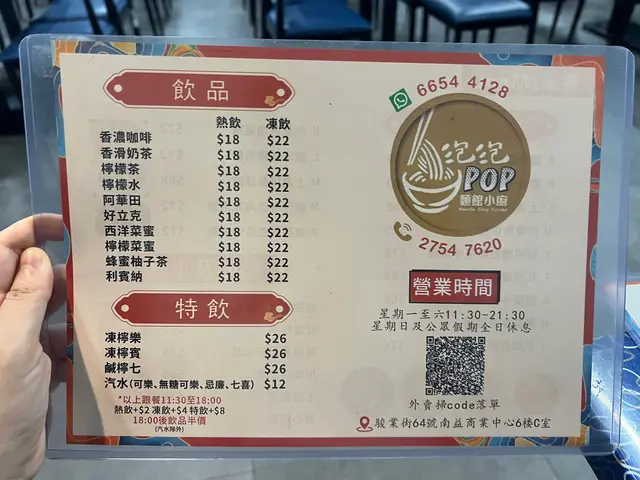 飲品
熱飲 凍飲
香濃咖啡 $18 $22
香滑奶茶 $18 $22
檸檬茶 $18 $22
檸檬水 $18 $22
阿華田 $18 $22
好立克 $18 $22
西洋菜蜜 $18 $22
檸檬菜蜜 $18 $22
蜂蜜柚子茶 $18 $22
利賓納 $18 $22
特飲
凍檸樂 $26
凍檸賓 $26
鹹檸七 $26
汽水(可樂、無糖可樂、忌廉、七喜) $12
*以上跟餐11:30至18:00
熱飲+$2 凍飲+$4 特飲+$8
18:00後飲品半價
(汽水除外)
6654 4128
泡泡
POP
麵館小廚
2754 7620
營業時間
星期一至六11:30-21:30
星期日及公眾假期全日休息
外賣掃code落單
駿業街64號南益商業中心6樓C室